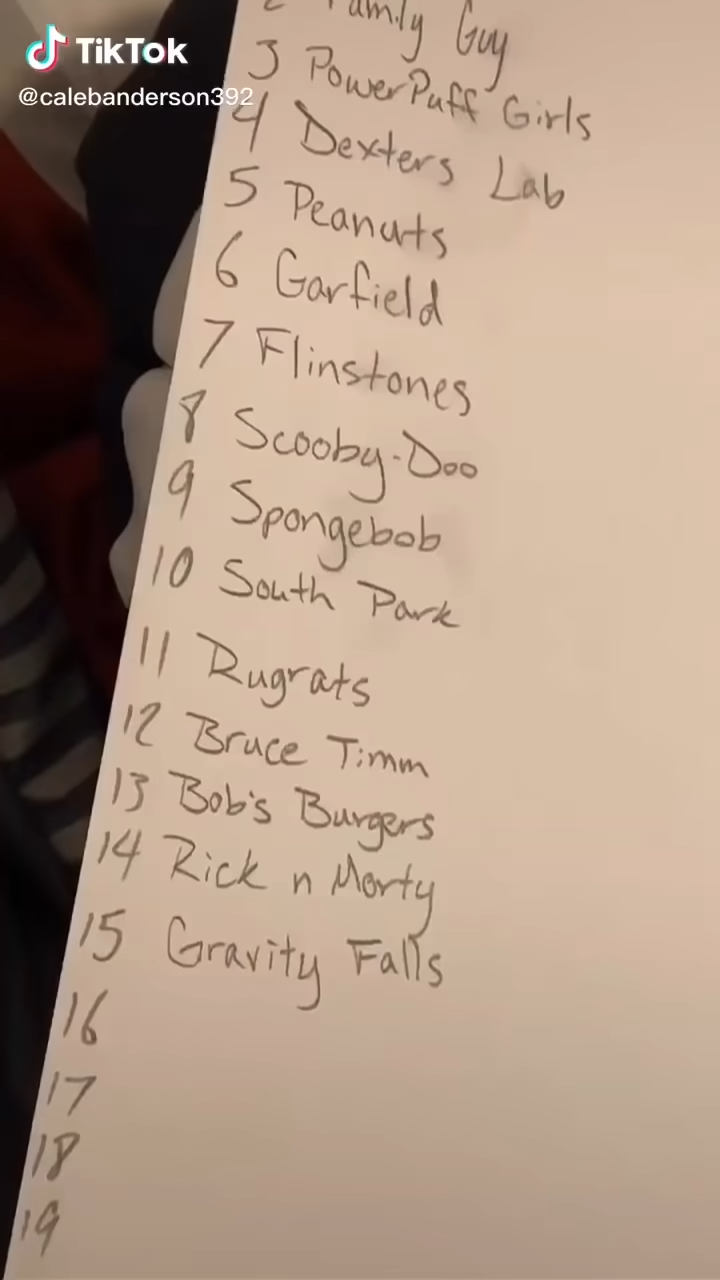 TikTok
@calebanderson392
2 Family Guy
3 PowerPuff Girls
4 Dexters Lab
5 Peanuts
6 Garfield
7 Flinstones
8 Scooby-Doo
9 Spongebob
10 South Park
11 Rugrats
12 Bruce Timm
13 Bob's Burgers
14 Rick n Morty
15 Gravity Falls
16
17
18
19